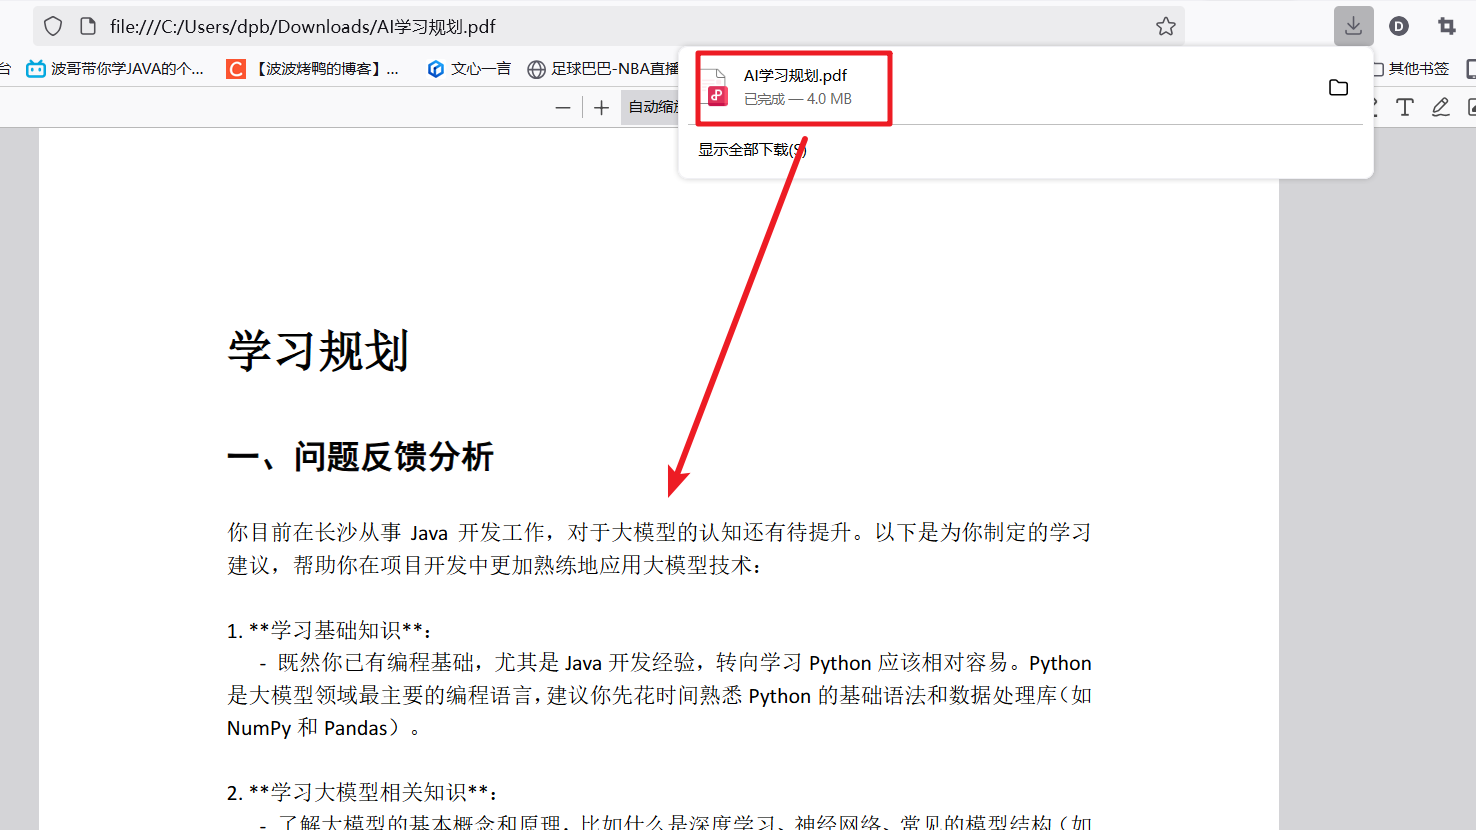 file:///C:/Users/dpb/Downloads/AI学习规划.pdf
台 波哥带你学JAVA的个... 【波波烤鸭的博客】... 文心一言 足球巴巴-NBA直播 其他书签
自动缩放
AI学习规划.pdf
已完成 — 4.0 MB
显示全部下载(S)
学习规划
一、问题反馈分析
你目前在长沙从事 Java 开发工作，对于大模型的认知还有待提升。以下是为你制定的学习
建议，帮助你在项目开发中更加熟练地应用大模型技术：
1. **学习基础知识**：
- 既然你已有编程基础，尤其是 Java 开发经验，转向学习 Python 应该相对容易。Python
是大模型领域最主要的编程语言，建议你先花时间熟悉 Python 的基础语法和数据处理库（如
NumPy 和 Pandas）。
2. **学习大模型相关知识**：
- 了解大模型的基本概念和原理，比如什么是深度学习、神经网络、常见的模型结构（如